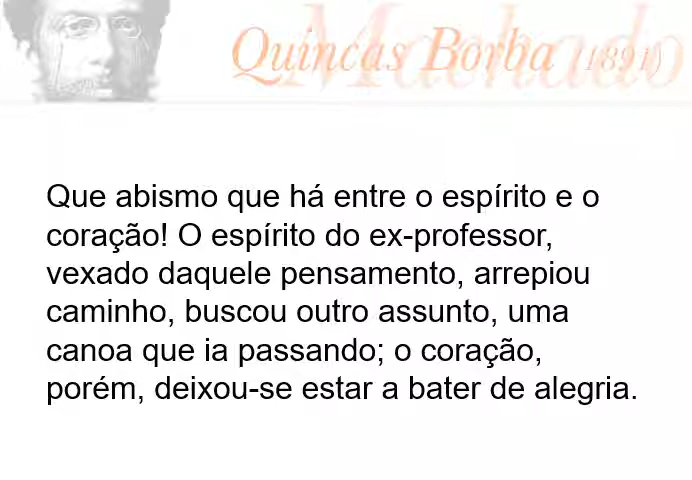 Machado
Quincas Borba (1891)
Que abismo que há entre o espírito e o
coração! O espírito do ex-professor,
vexado daquele pensamento, arrepiou
caminho, buscou outro assunto, uma
canoa que ia passando; o coração,
porém, deixou-se estar a bater de alegria.